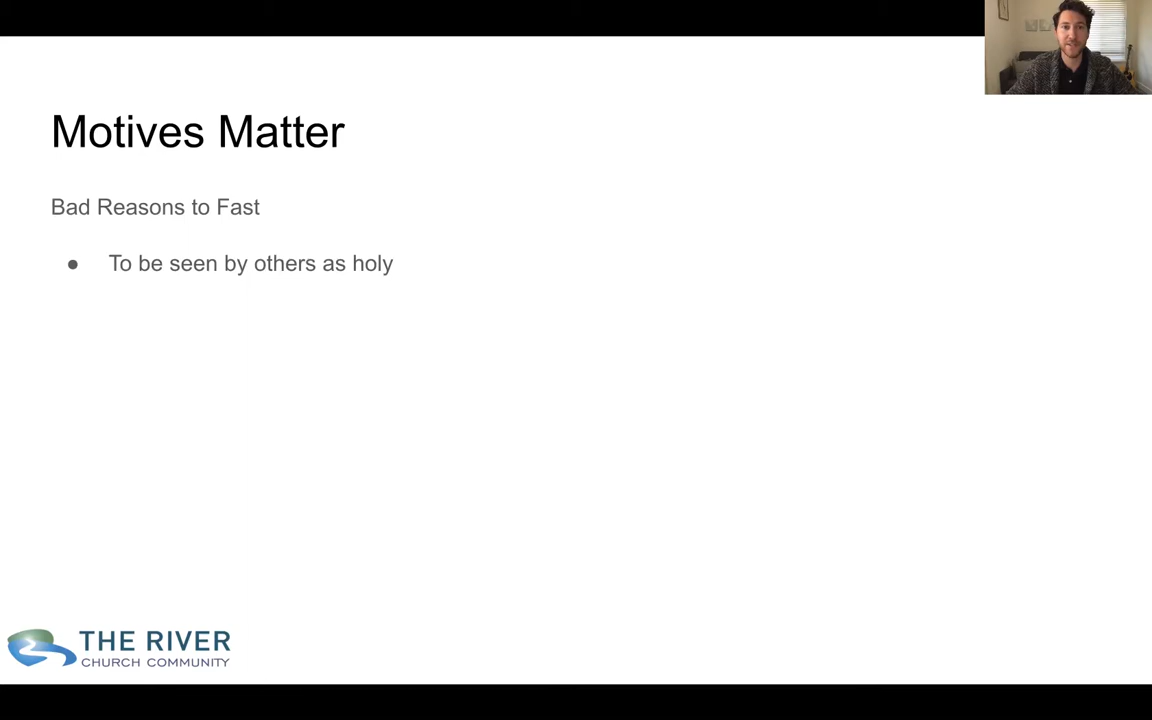 Motives Matter
Bad Reasons to Fast
● To be seen by others as holy
THE RIVER
CHURCH COMMUNITY